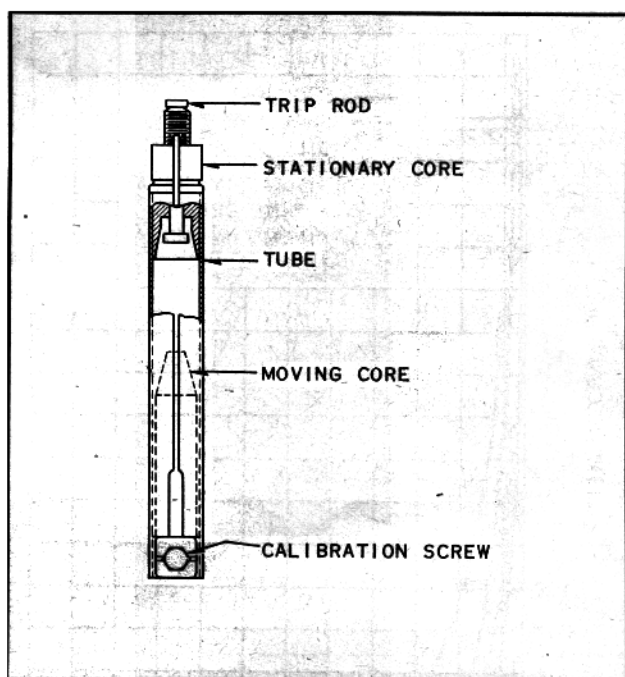 TRIP ROD
STATIONARY CORE
TUBE
MOVING CORE
CALIBRATION SCREW